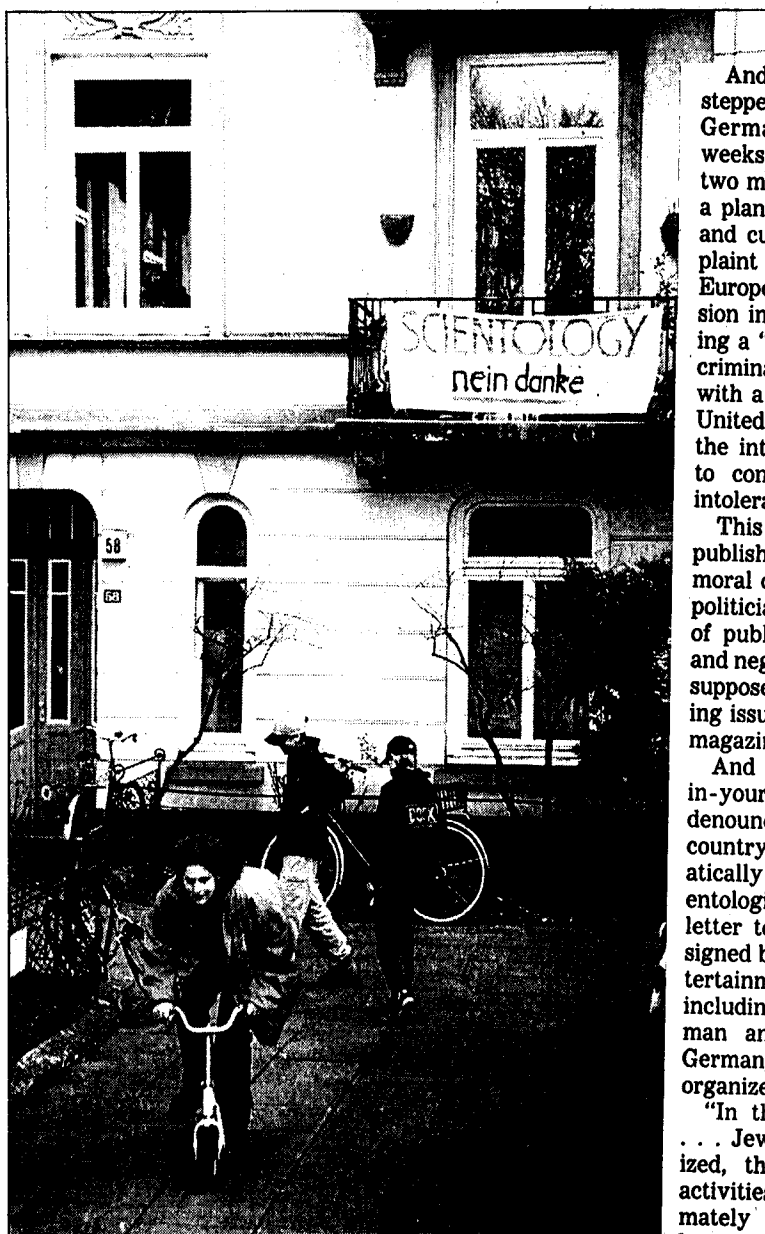 SCIENTOLOGY
nein danke
58
And
steppe
Germa
weeks
two m
a plan
and cu
plaint
Europe
sion in
ing a "
crimina
with a
United
the int
to con
intolera
This
publish
moral c
politicia
of publ
and neg
suppose
ing issu
magazin
And
in-your
denounc
country
atically
entologi
letter to
signed b
tertainm
includin
man an
German
organize
"In th
. . . Jew
ized, th
activities
mately